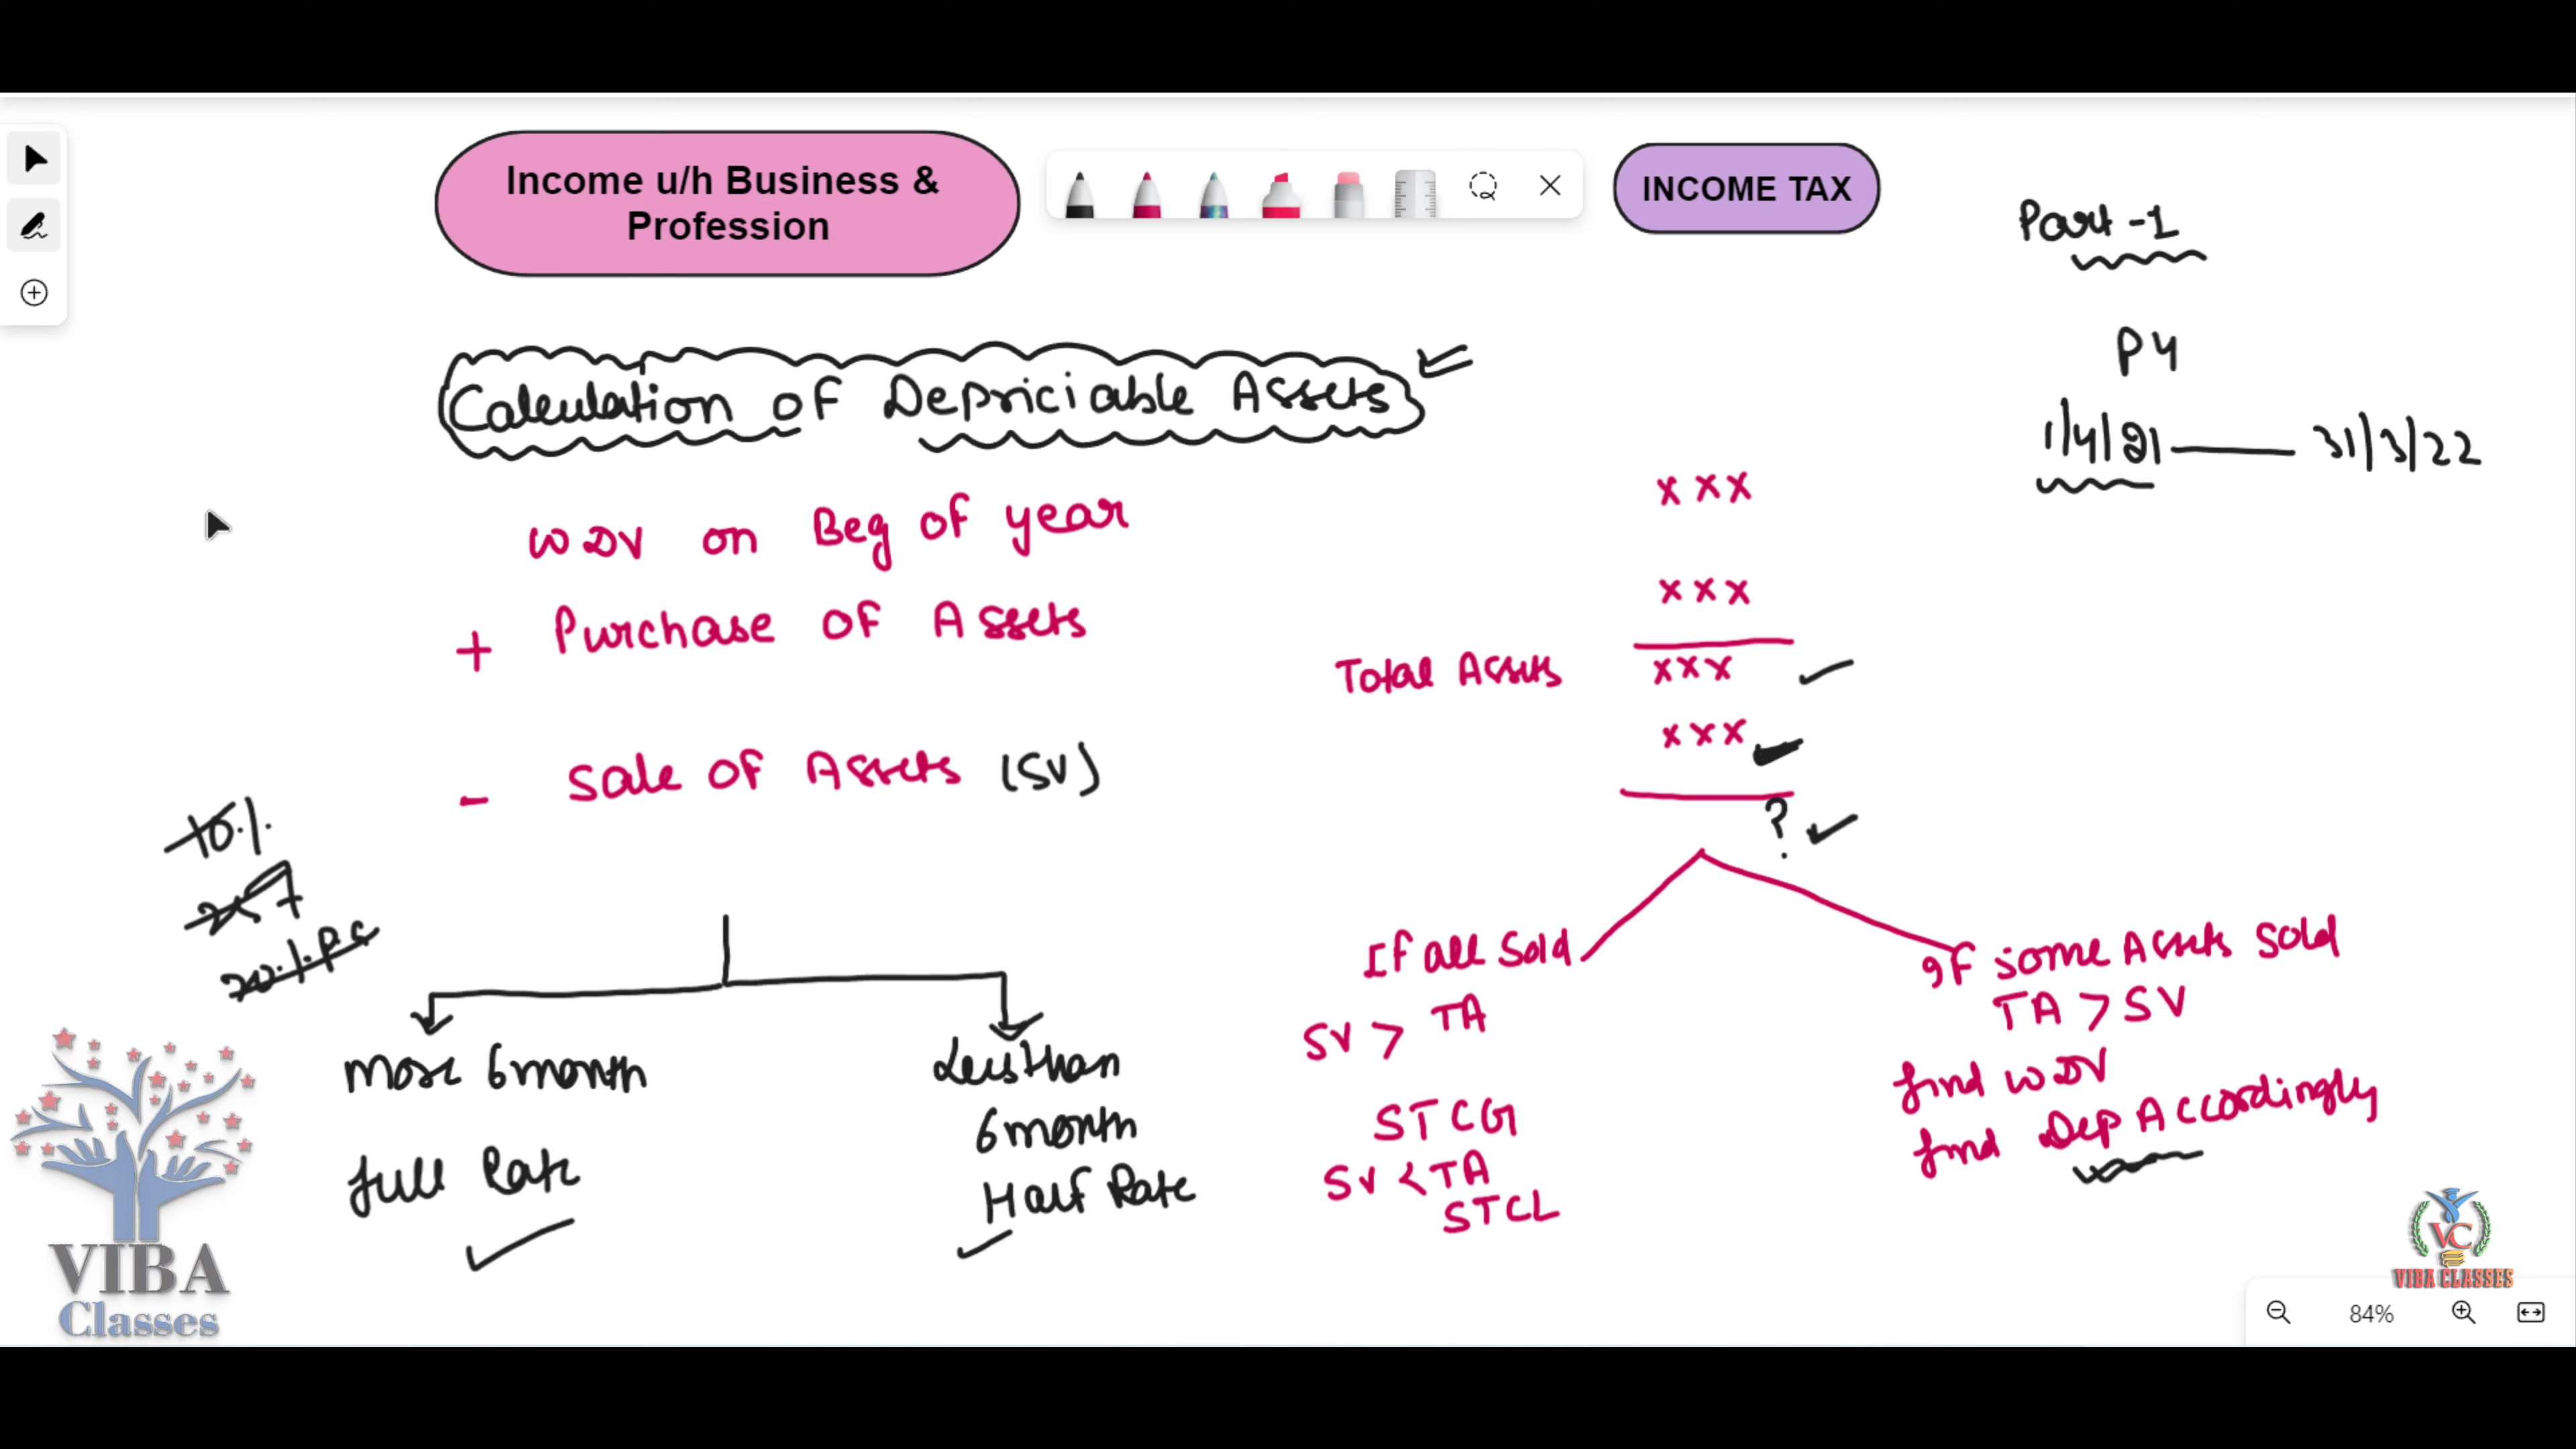 Income u/h Business &
Profession
INCOME TAX
Part -1
PY
1/4/21 — 31/3/22
Calculation of Depriciable Assets
WDV on Beg of year xxx
+ Purchase of Assets xxx
Total Assets xxx
- Sale of Assets (SV) xxx
?
10%
More 6 month
full Rate
Less than
6 month
Half Rate
If all Sold
SV > TA
STCG
SV < TA
STCL
If some Assets sold
TA > SV
find WDV
find Dep Accordingly
VIBA
Classes
VC
VIBA CLASSES
84%